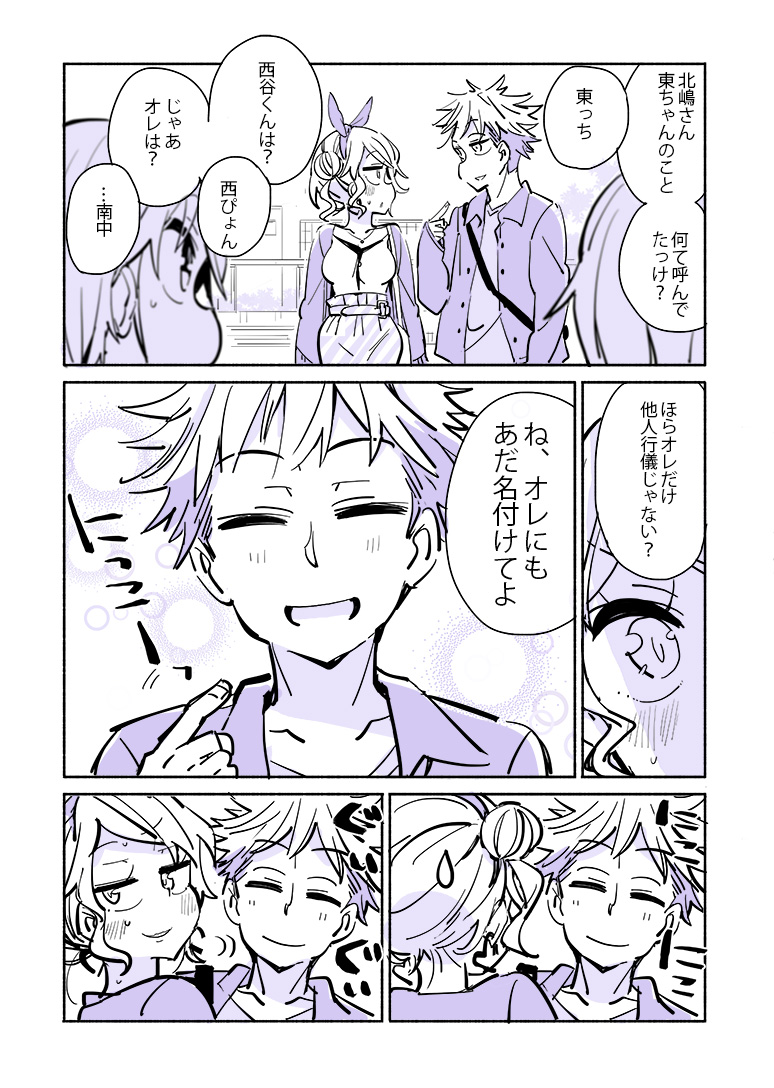 北嶋さん
東ちゃんのこと
何て呼んで
たっけ？
東っち
西谷くんは？
西ぴょん
じゃあ
オレは？
…南中
ほらオレだけ
他人行儀じゃない？
ね、オレにも
あだ名付けてよ
にこっ